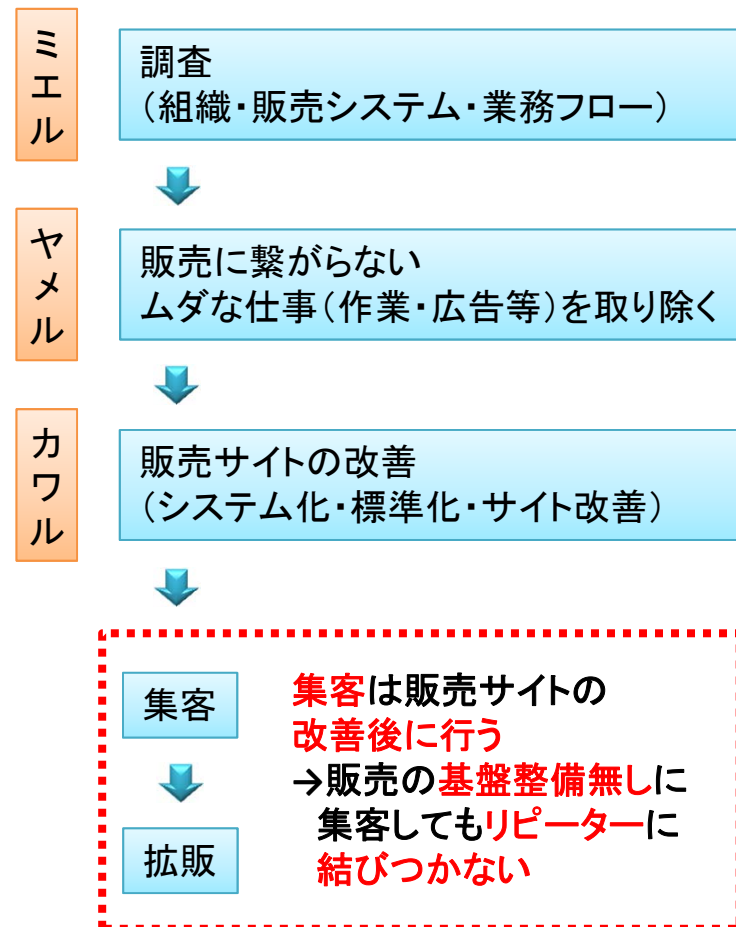 ミエル
調査
（組織・販売システム・業務フロー）
ヤメル
販売に繋がらない
ムダな仕事（作業・広告等）を取り除く
カワル
販売サイトの改善
（システム化・標準化・サイト改善）
集客
拡販
集客は販売サイトの
改善後に行う
→販売の基盤整備無しに
集客してもリピーターに
結びつかない